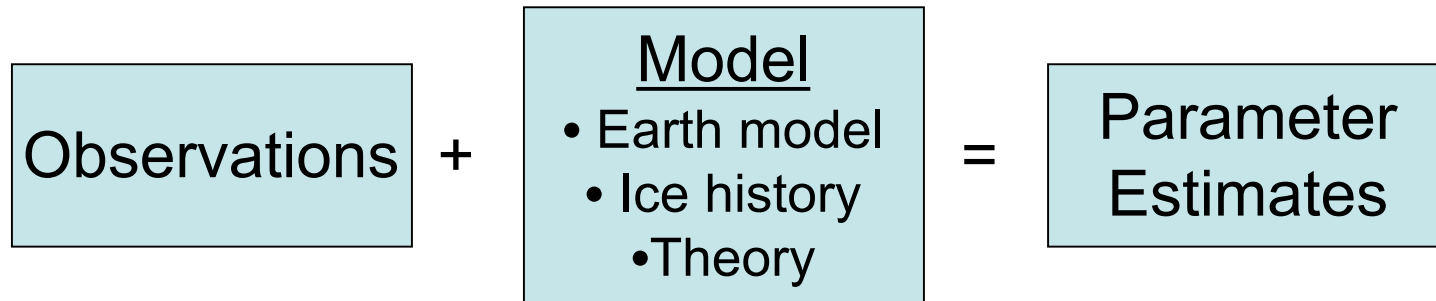 Observations
+
Model
• Earth model
• Ice history
•Theory
=
Parameter
Estimates